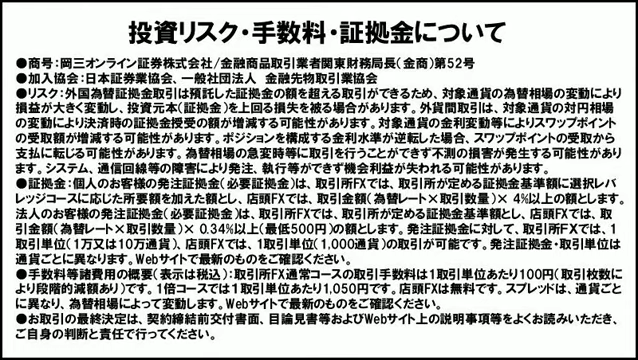 投資リスク・手数料・証拠金について
●商号:岡三オンライン証券株式会社/金融商品取引業者関東財務局長(金商)第52号
●加入協会:日本証券業協会、一般社団法人 金融先物取引業協会
●リスク:外国為替証拠金取引は預託した証拠金の額を超える取引ができるため、対象通貨の為替相場の変動により
損益が大きく変動し、投資元本(証拠金)を上回る損失を被る場合があります。外貨間取引は、対象通貨の対円相場
の変動により決済時の証拠金授受の額が増減する可能性があります。対象通貨の金利変動等によりスワップポイント
の受取額が増減する可能性があります。ポジションを構成する金利水準が逆転した場合、スワップポイントの受取から
支払に転じる可能性があります。為替相場の急変時等に取引を行うことができず不測の損害が発生する可能性があり
ます。システム、通信回線等の障害により発注、執行等ができず機会利益が失われる可能性があります。
●証拠金:個人のお客様の発注証拠金(必要証拠金)は、取引所FXでは、取引所が定める証拠金基準額に選択レバ
レッジコースに応じた所要額を加えた額とし、店頭FXでは、取引金額(為替レート×取引数量)× 4%以上の額とします。
法人のお客様の発注証拠金(必要証拠金)は、取引所FXでは、取引所が定める証拠金基準額とし、店頭FXでは、取
引金額(為替レート×取引数量)× 0.34%以上(最低500円)の額とします。発注証拠金に対して、取引所FXでは、1
取引単位(1万又は10万通貨)、店頭FXでは、1取引単位(1,000通貨)の取引が可能です。発注証拠金・取引単位は
通貨ごとに異なります。Webサイトで最新のものをご確認ください。
●手数料等諸費用の概要(表示は税込):取引所FX通常コースの取引手数料は1取引単位あたり100円(取引枚数に
より段階的減額あり)です。1倍コースでは1取引単位あたり1,050円です。店頭FXは無料です。スプレッドは、通貨ごと
に異なり、為替相場によって変動します。Webサイトで最新のものをご確認ください。
●お取引の最終決定は、契約締結前交付書面、目論見書等およびWebサイト上の説明事項等をよくお読みいただき、
ご自身の判断と責任で行ってください。